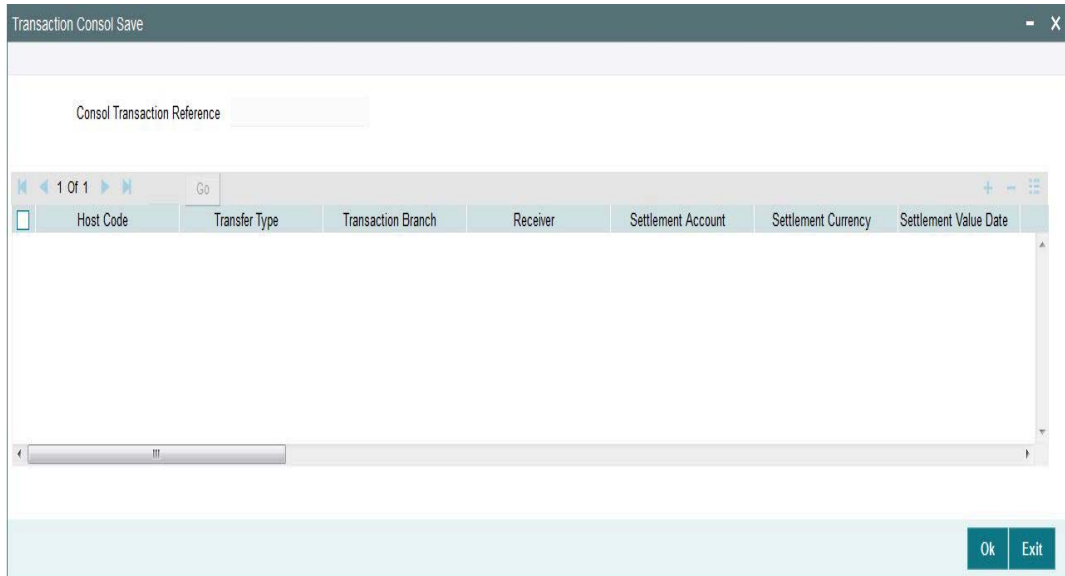 Transaction Consol Save
Consol Transaction Reference
1 Of 1 Go
Host Code Transfer Type Transaction Branch Receiver Settlement Account Settlement Currency Settlement Value Date
Ok Exit